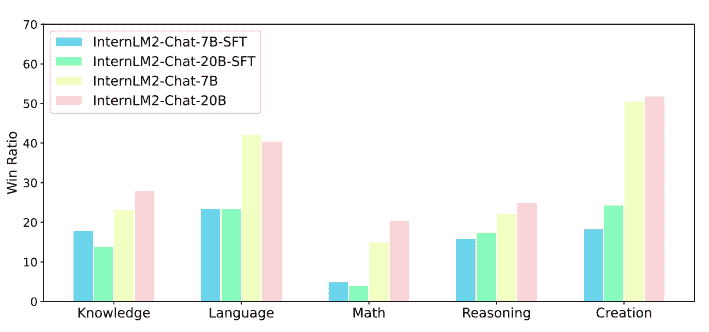 70
60
50
40
30
20
10
0
Win Ratio
InternLM2-Chat-7B-SFT
InternLM2-Chat-20B-SFT
InternLM2-Chat-7B
InternLM2-Chat-20B
Knowledge Language Math Reasoning Creation